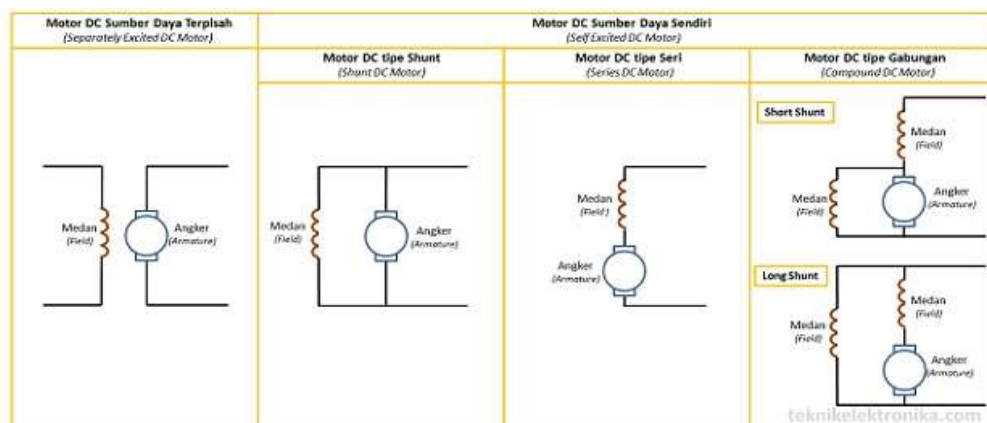 Motor DC Sumber Daya Terpisah
(Separately Excited DC Motor)
Motor DC Sumber Daya Sendiri
(Self Excited DC Motor)
Motor DC tipe Shunt
(Shunt DC Motor)
Motor DC tipe Seri
(Series DC Motor)
Motor DC tipe Gabungan
(Compound DC Motor)
Medan
(Field)
Angker
(Armature)
Medan
(Field)
Angker
(Armature)
Medan
(Field)
Angker
(Armature)
Short Shunt
Medan
(Field)
Medan
(Field)
Angker
(Armature)
Long Shunt
Medan
(Field)
Medan
(Field)
Angker
(Armature)
teknikelektronika.com